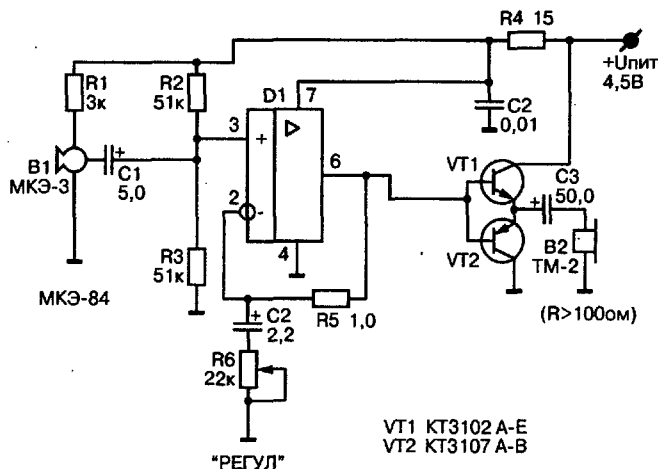 R4 15
+Uпит
4,5В
R1
3к
R2
51к
D1
7
C2
0,01
3
+
6
VT1
C3
+ 50,0
B1
МКЭ-3
+
C1
5,0
2
-
VT2
B2
ТМ-2
R3
51к
4
МКЭ-84
(R>100ом)
+ C2
2,2
R5 1,0
R6
22к
"РЕГУЛ"
VT1 КТ3102 А-Е
VT2 КТ3107 А-В